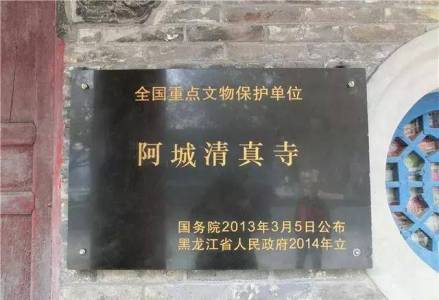 全国重点文物保护单位
阿城清真寺
国务院2013年3月5日公布
黑龙江省人民政府2014年立